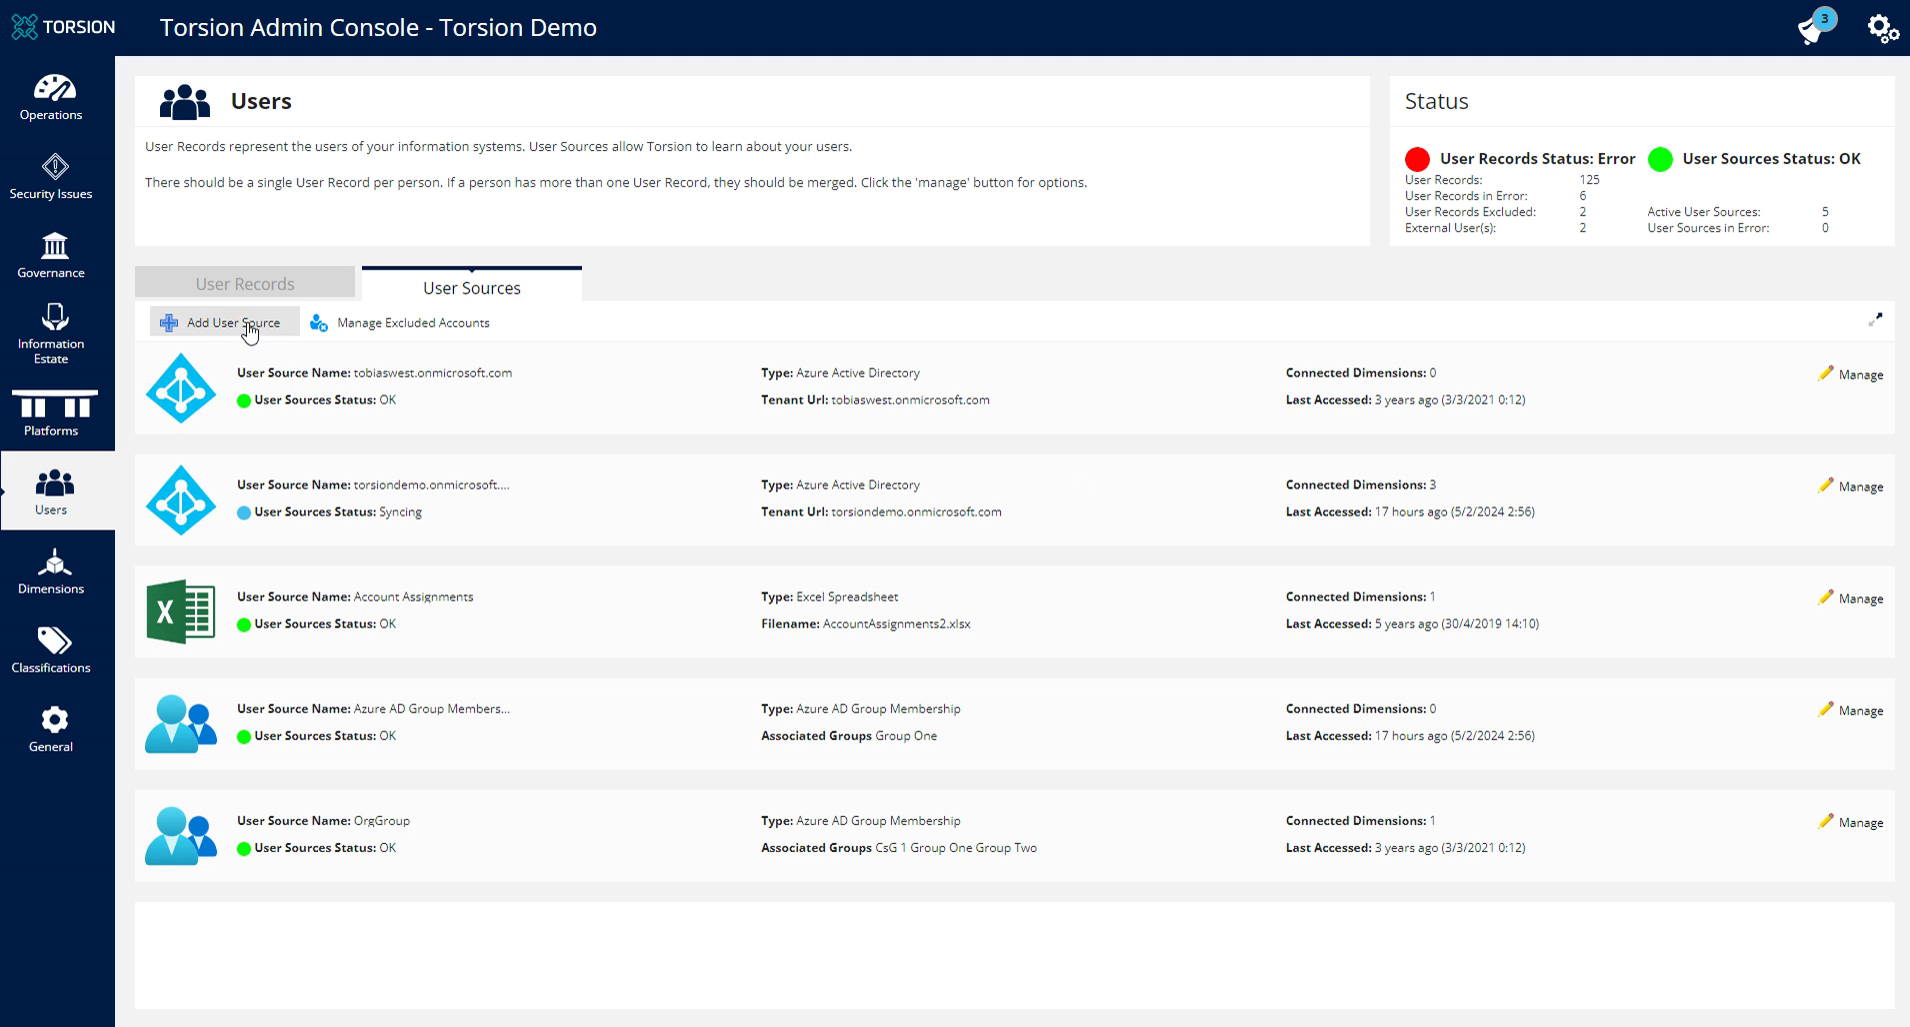 TORSION
Torsion Admin Console - Torsion Demo
3
Operations
Security Issues
Governance
Information
Estate
Platforms
Users
Dimensions
Classifications
General
Users
User Records represent the users of your information systems. User Sources allow Torsion to learn about your users.
There should be a single User Record per person. If a person has more than one User Record, they should be merged. Click the 'manage' button for options.
Status
User Records Status: Error
User Records: 125
User Records in Error: 6
User Records Excluded: 2
External User(s): 2
User Sources Status: OK
Active User Sources: 5
User Sources in Error: 0
User Records
User Sources
Add User Source
Manage Excluded Accounts
User Source Name: tobiaswest.onmicrosoft.com
User Sources Status: OK
Type: Azure Active Directory
Tenant Url: tobiaswest.onmicrosoft.com
Connected Dimensions: 0
Last Accessed: 3 years ago (3/3/2021 0:12)
Manage
User Source Name: torsiondemo.onmicrosoft....
User Sources Status: Syncing
Type: Azure Active Directory
Tenant Url: torsiondemo.onmicrosoft.com
Connected Dimensions: 3
Last Accessed: 17 hours ago (5/2/2024 2:56)
Manage
X
User Source Name: Account Assignments
User Sources Status: OK
Type: Excel Spreadsheet
Filename: AccountAssignments2.xlsx
Connected Dimensions: 1
Last Accessed: 5 years ago (30/4/2019 14:10)
Manage
User Source Name: Azure AD Group Members...
User Sources Status: OK
Type: Azure AD Group Membership
Associated Groups Group One
Connected Dimensions: 0
Last Accessed: 17 hours ago (5/2/2024 2:56)
Manage
User Source Name: OrgGroup
User Sources Status: OK
Type: Azure AD Group Membership
Associated Groups CsG 1 Group One Group Two
Connected Dimensions: 1
Last Accessed: 3 years ago (3/3/2021 0:12)
Manage